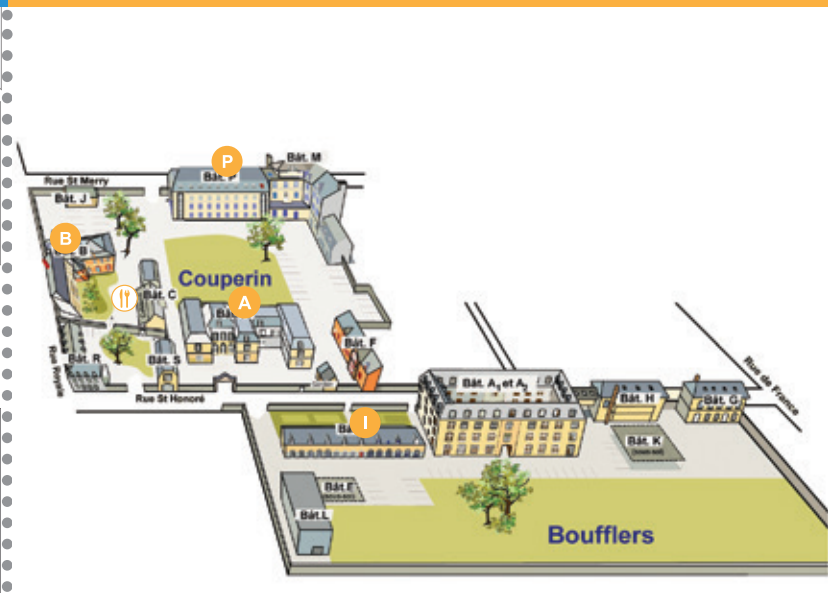 P
Bât. M
Bât. P
Rue St Merry
Bât. J
B
Couperin
Bât. C
A
Bât. F
Bât. R
Bât. S
Rue Royale
Rue St Honoré
Rue de France
Bât. A1 et A2
Bât. H
Bât. G
I
Bât. K
Bât.E
Bât.L
Boufflers